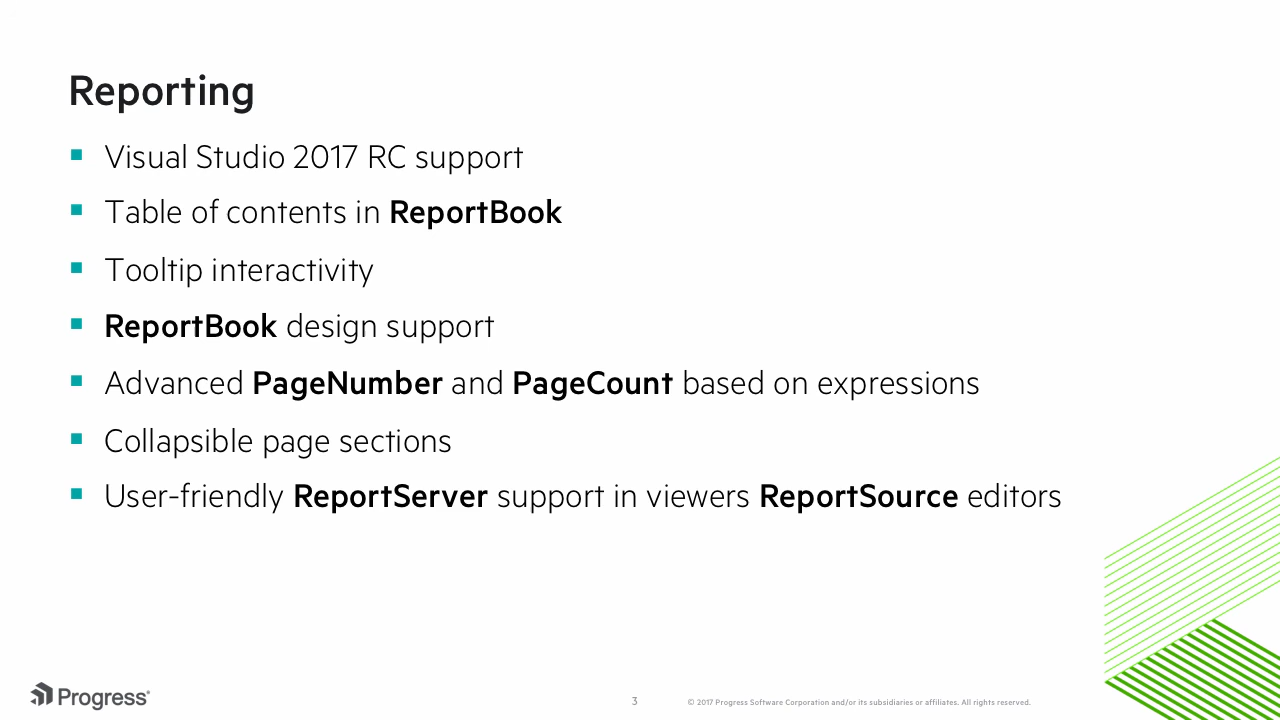 Reporting
Visual Studio 2017 RC support
Table of contents in ReportBook
Tooltip interactivity
ReportBook design support
Advanced PageNumber and PageCount based on expressions
Collapsible page sections
User-friendly ReportServer support in viewers ReportSource editors
Progress
3
© 2017 Progress Software Corporation and/or its subsidiaries or affiliates. All rights reserved.